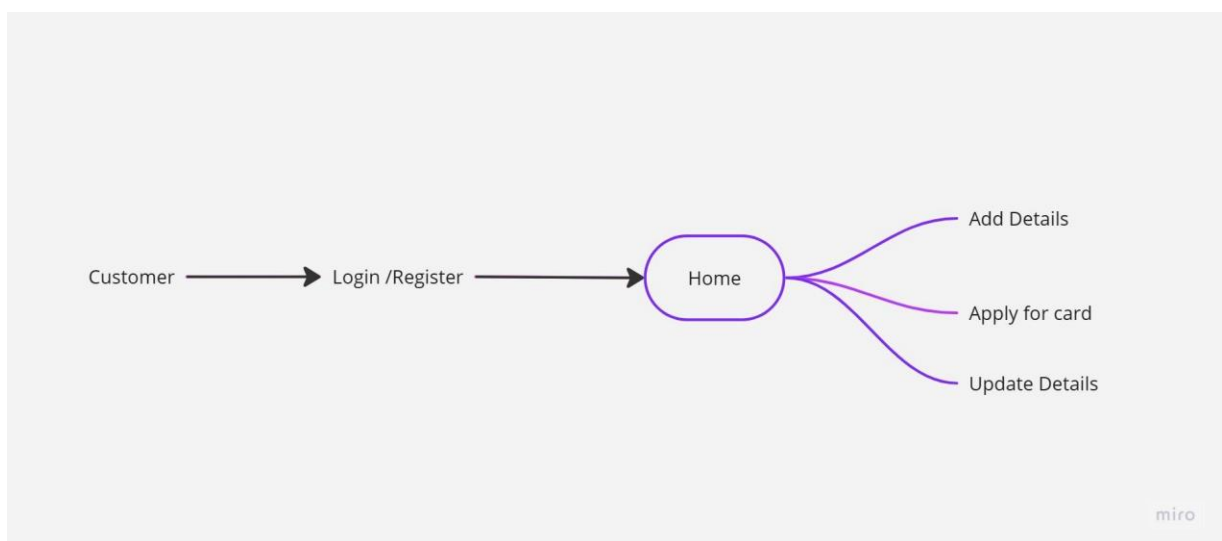 Customer
Login /Register
Home
Add Details
Apply for card
Update Details
miro